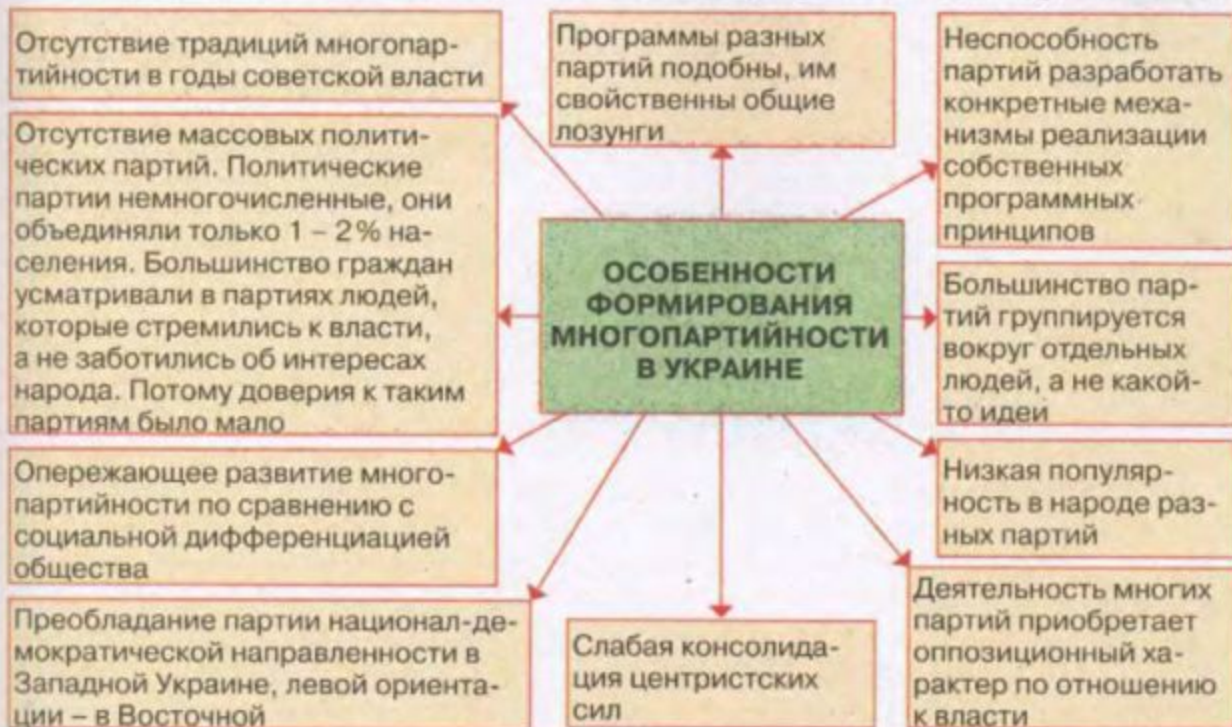 Отсутствие традиций многопар-
тийности в годы советской власти
Программы разных
партий подобны, им
свойственны общие
лозунги
Неспособность
партий разработать
конкретные меха-
низмы реализации
собственных
программных
принципов
Отсутствие массовых полити-
ческих партий. Политические
партии немногочисленные, они
объединяли только 1 – 2% на-
селения. Большинство граждан
усматривали в партиях людей,
которые стремились к власти,
а не заботились об интересах
народа. Потому доверия к таким
партиям было мало
ОСОБЕННОСТИ
ФОРМИРОВАНИЯ
МНОГОПАРТИЙНОСТИ
В УКРАИНЕ
Большинство пар-
тий группируется
вокруг отдельных
людей, а не какой-
то идеи
Опережающее развитие много-
партийности по сравнению с
социальной дифференциацией
общества
Низкая популяр-
ность в народе раз-
ных партий
Преобладание партии национал-де-
мократической направленности в
Западной Украине, левой ориента-
ции – в Восточной
Слабая консолида-
ция центристских
сил
Деятельность многих
партий приобретает
оппозиционный ха-
рактер по отношению
к власти